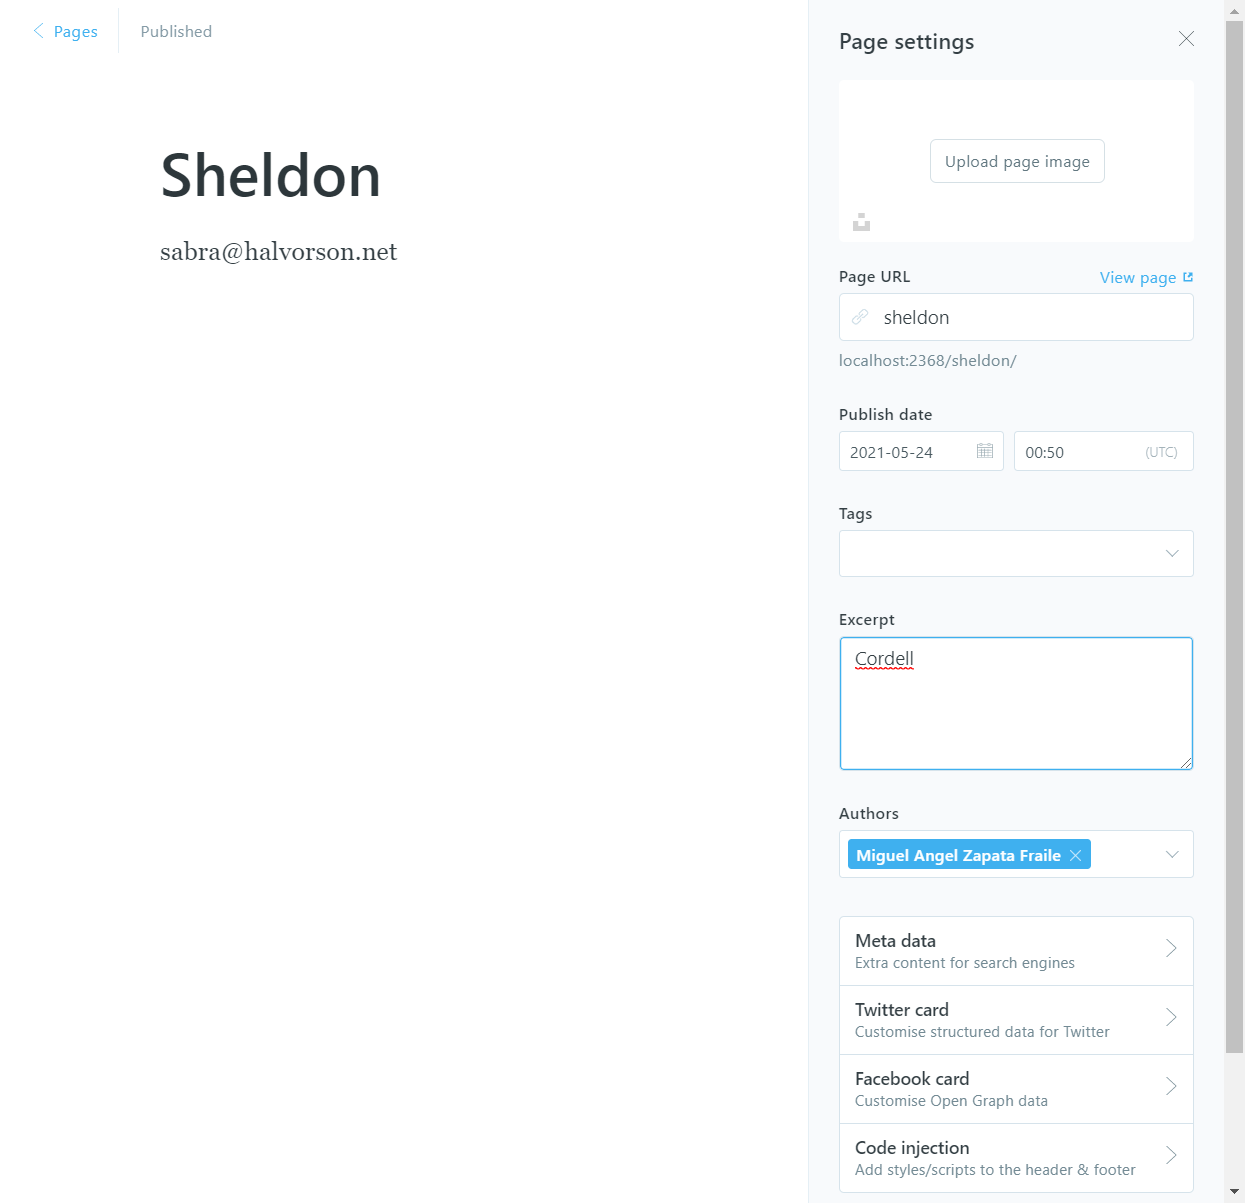 Pages
Published
Sheldon
sabra@halvorson.net
Page settings
Upload page image
Page URL
View page
sheldon
localhost:2368/sheldon/
Publish date
2021-05-24
00:50
(UTC)
Tags
Excerpt
Cordell
Authors
Miguel Angel Zapata Fraile
Meta data
Extra content for search engines
Twitter card
Customise structured data for Twitter
Facebook card
Customise Open Graph data
Code injection
Add styles/scripts to the header & footer